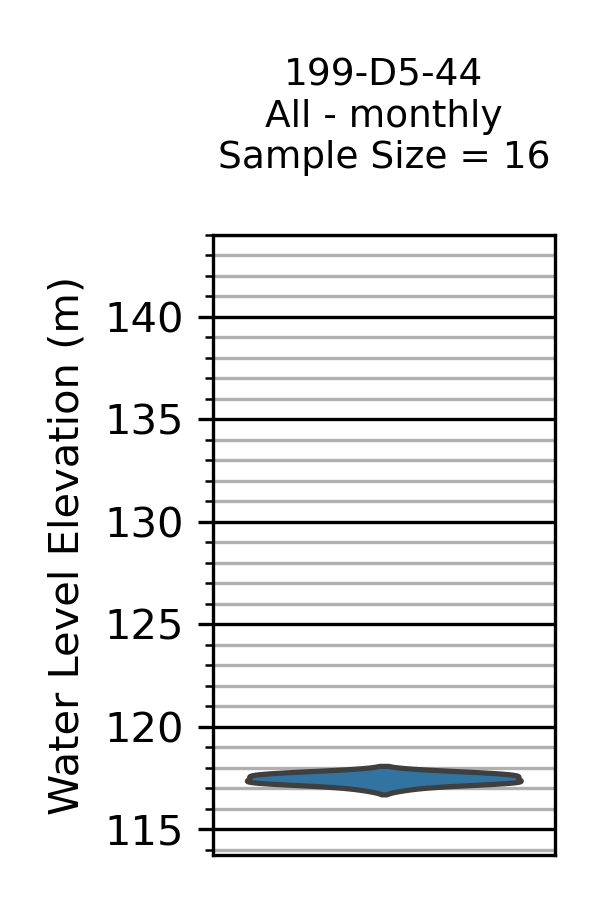 199-D5-44
All - monthly
Sample Size = 16
Water Level Elevation (m)
140
135
130
125
120
115